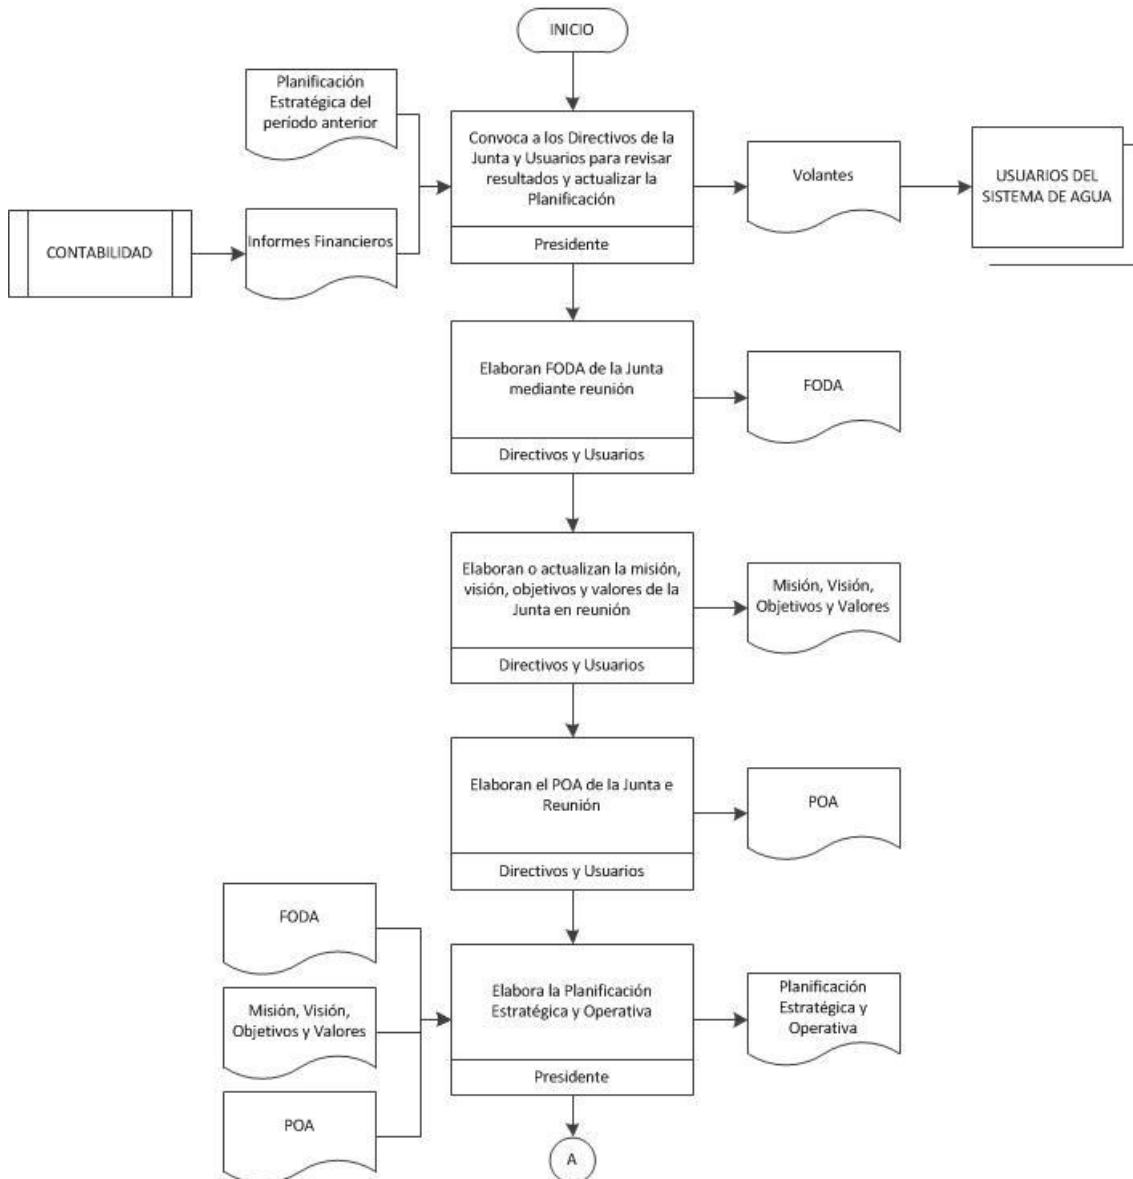 INICIO
Planificación
Estratégica del
período anterior
Convoca a los Directivos de la
Junta y Usuarios para revisar
resultados y actualizar la
Planificación
Presidente
Volantes
USUARIOS DEL
SISTEMA DE AGUA
CONTABILIDAD
Informes Financieros
Elaboran FODA de la Junta
mediante reunión
Directivos y Usuarios
FODA
Elaboran o actualizan la misión,
visión, objetivos y valores de la
Junta en reunión
Directivos y Usuarios
Misión, Visión,
Objetivos y Valores
Elaboran el POA de la Junta e
Reunión
Directivos y Usuarios
POA
FODA
Misión, Visión,
Objetivos y Valores
POA
Elabora la Planificación
Estratégica y Operativa
Presidente
Planificación
Estratégica y
Operativa
A